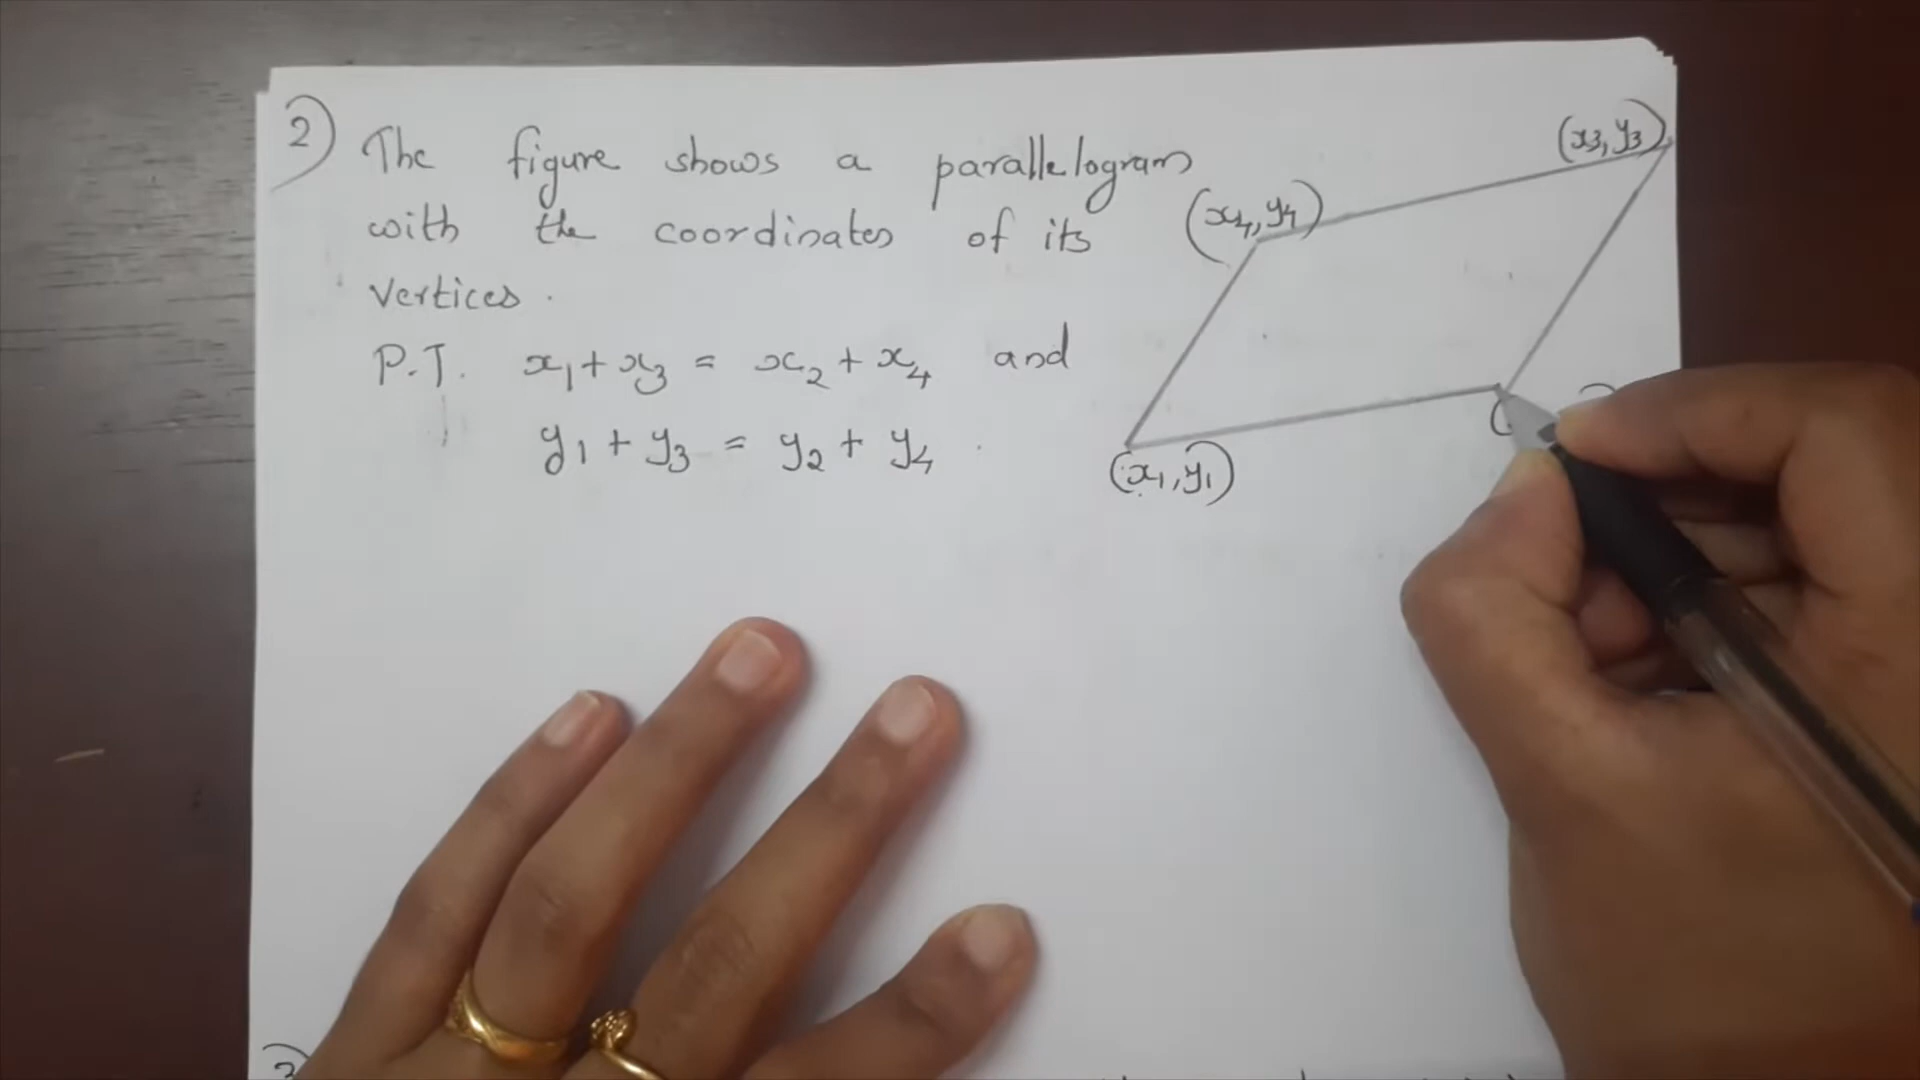 2)
The figure shows a parallelogram
with the coordinates of its
vertices.
P.T. x₁ + x₃ = x₂ + x₄ and
y₁ + y₃ = y₂ + y₄.
(x₃, y₃)
(x₄, y₄)
(x₁, y₁)